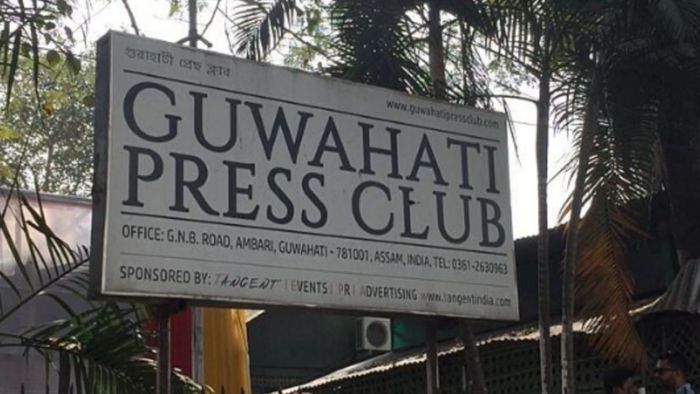 গুৱাহাটী প্ৰেছ ক্লাব
www.guwahatipressclub.com
GUWAHATI
PRESS CLUB
OFFICE: G.N.B. ROAD, AMBARI, GUWAHATI - 781001, ASSAM, INDIA, TEL: 0361-2630963
SPONSORED BY: TANGENT | EVENTS | PR | ADVERTISING www.tangentindia.com